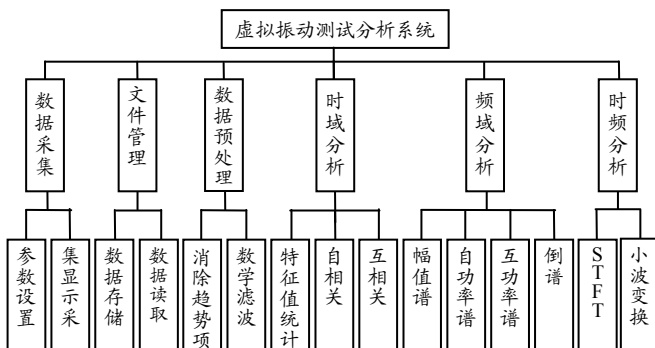 虚拟振动测试分析系统
数据采集
文件管理
数据预处理
时域分析
频域分析
时频分析
参数设置
集显示采
数据存储
数据读取
消除趋势项
数学滤波
特征值统计
自相关
互相关
幅值谱
自功率谱
互功率谱
倒谱
STFT
小波变换